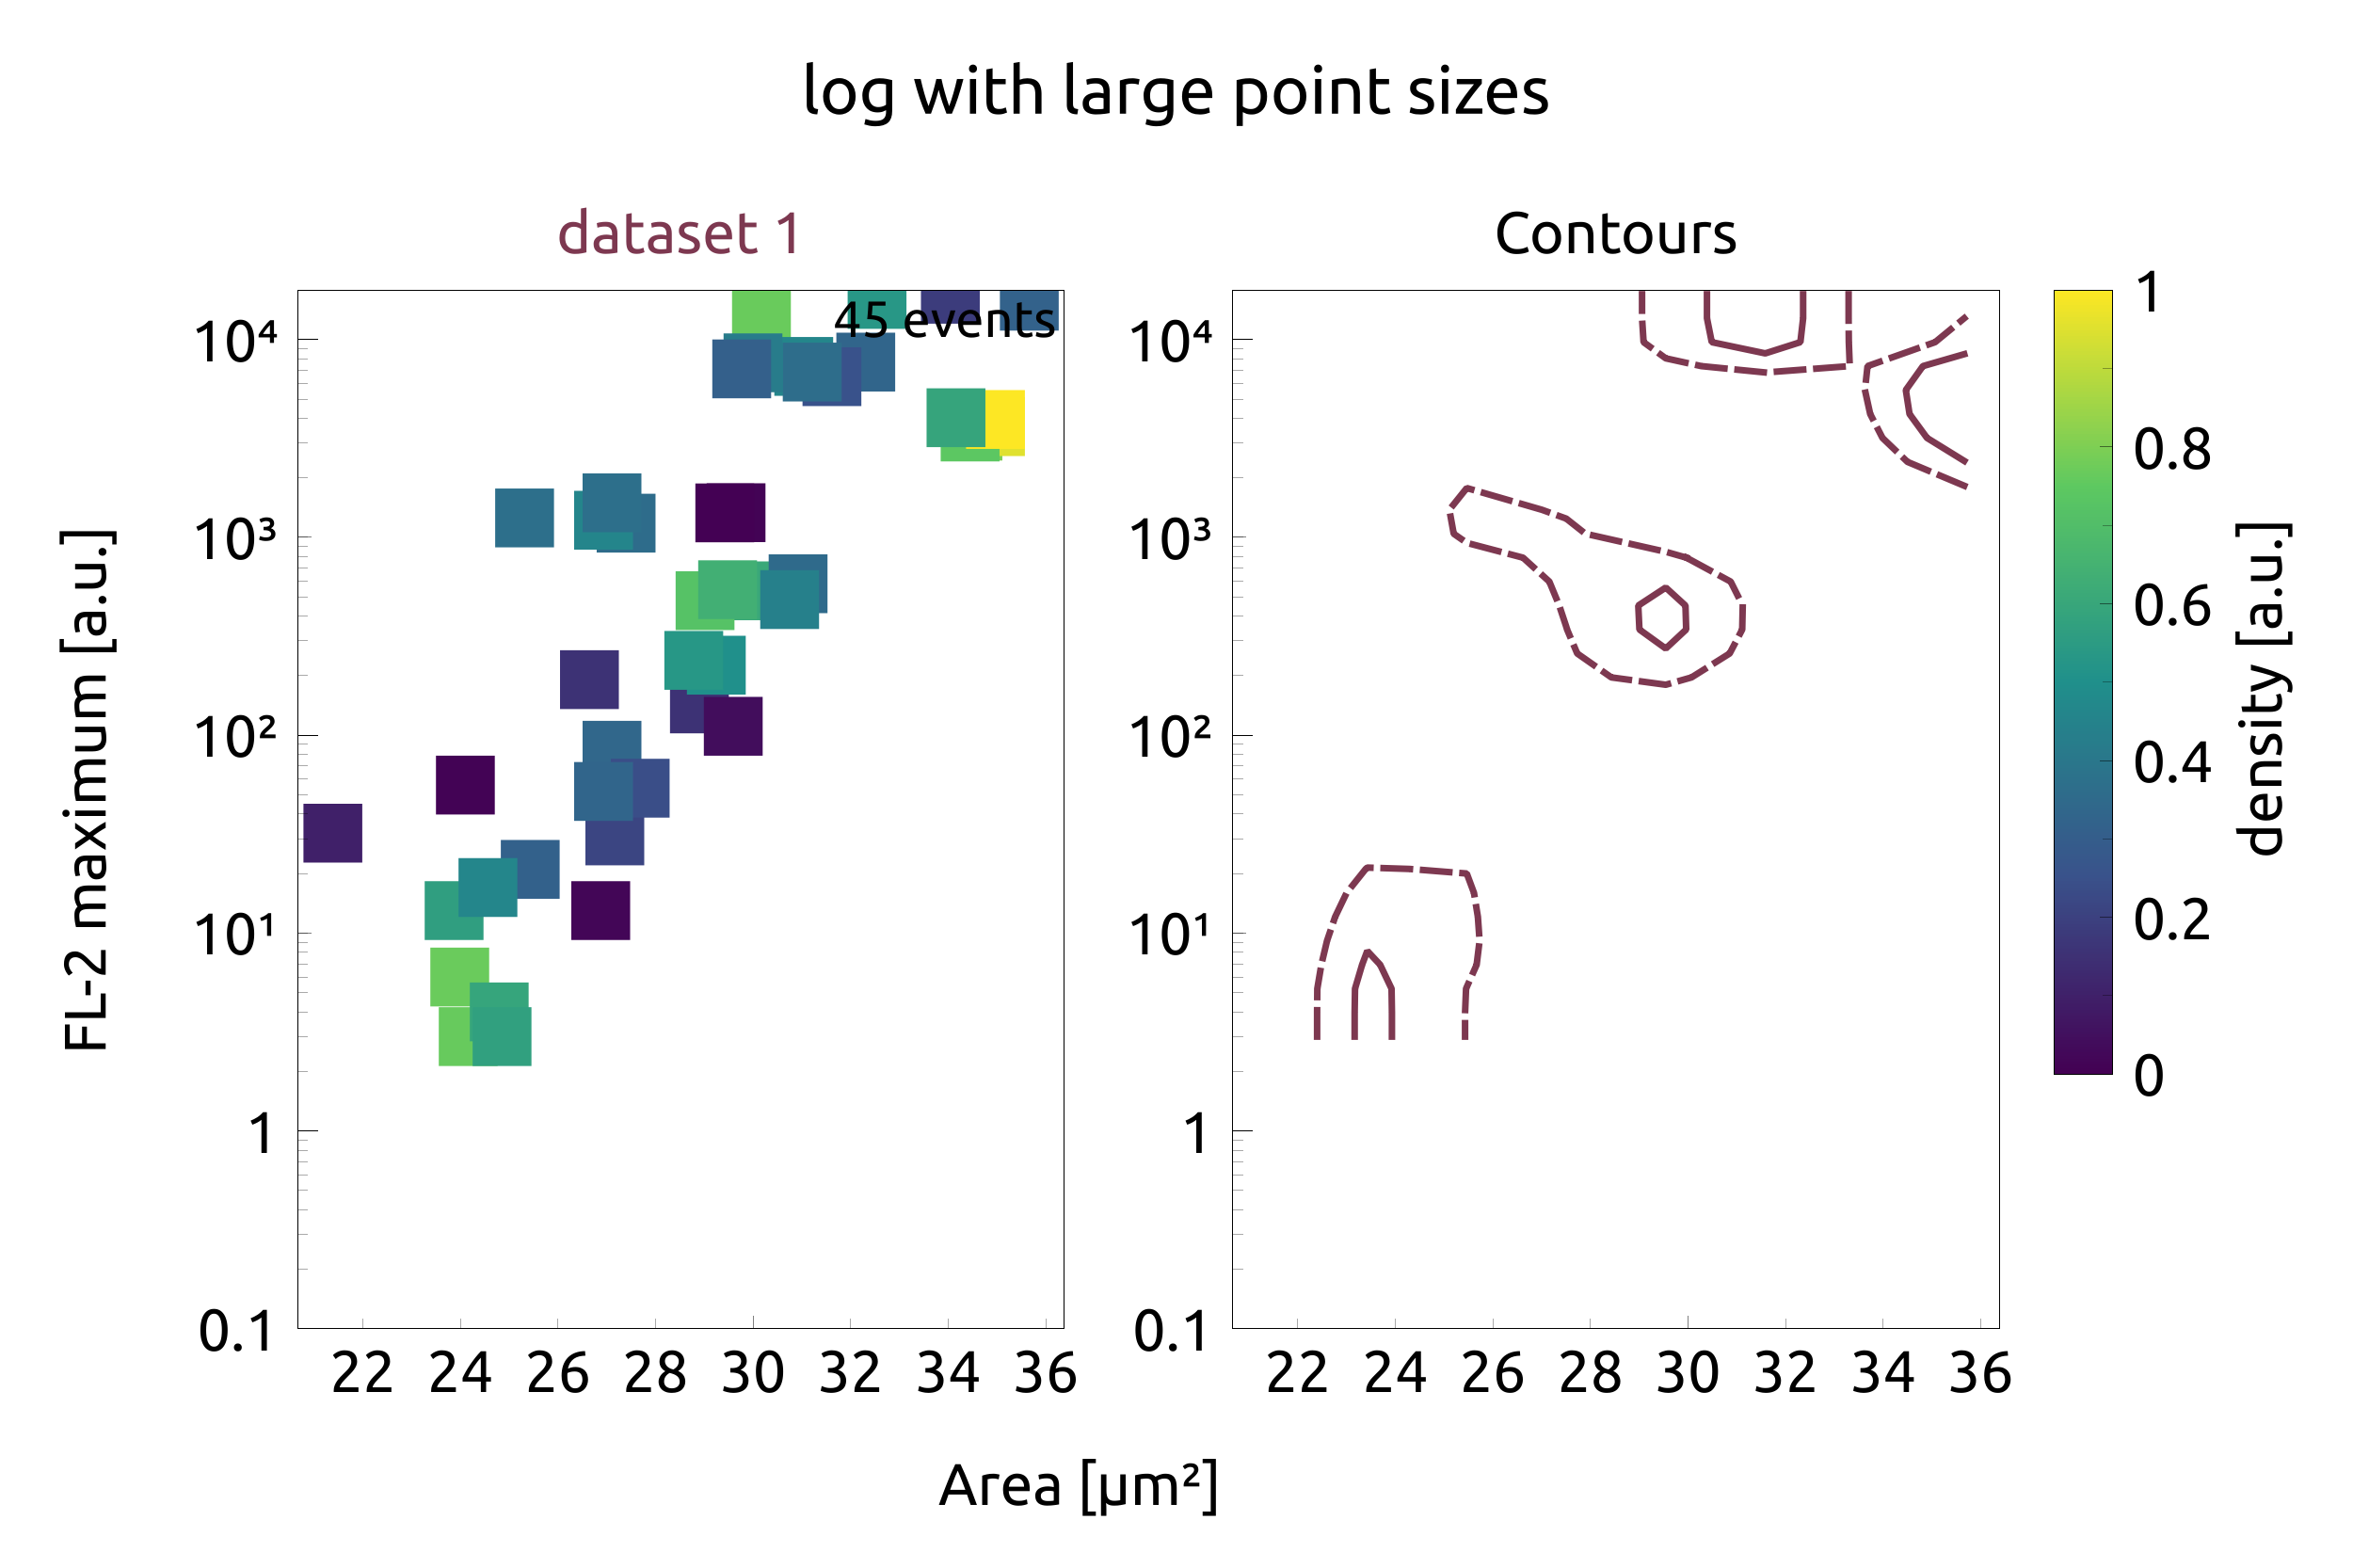 log with large point sizes
dataset 1
Contours
45 events
FL-2 maximum [a.u.]
10⁴
10³
10²
10¹
1
0.1
22 24 26 28 30 32 34 36
10⁴
10³
10²
10¹
1
0.1
22 24 26 28 30 32 34 36
Area [µm²]
1
0.8
0.6
0.4
0.2
0
density [a.u.]